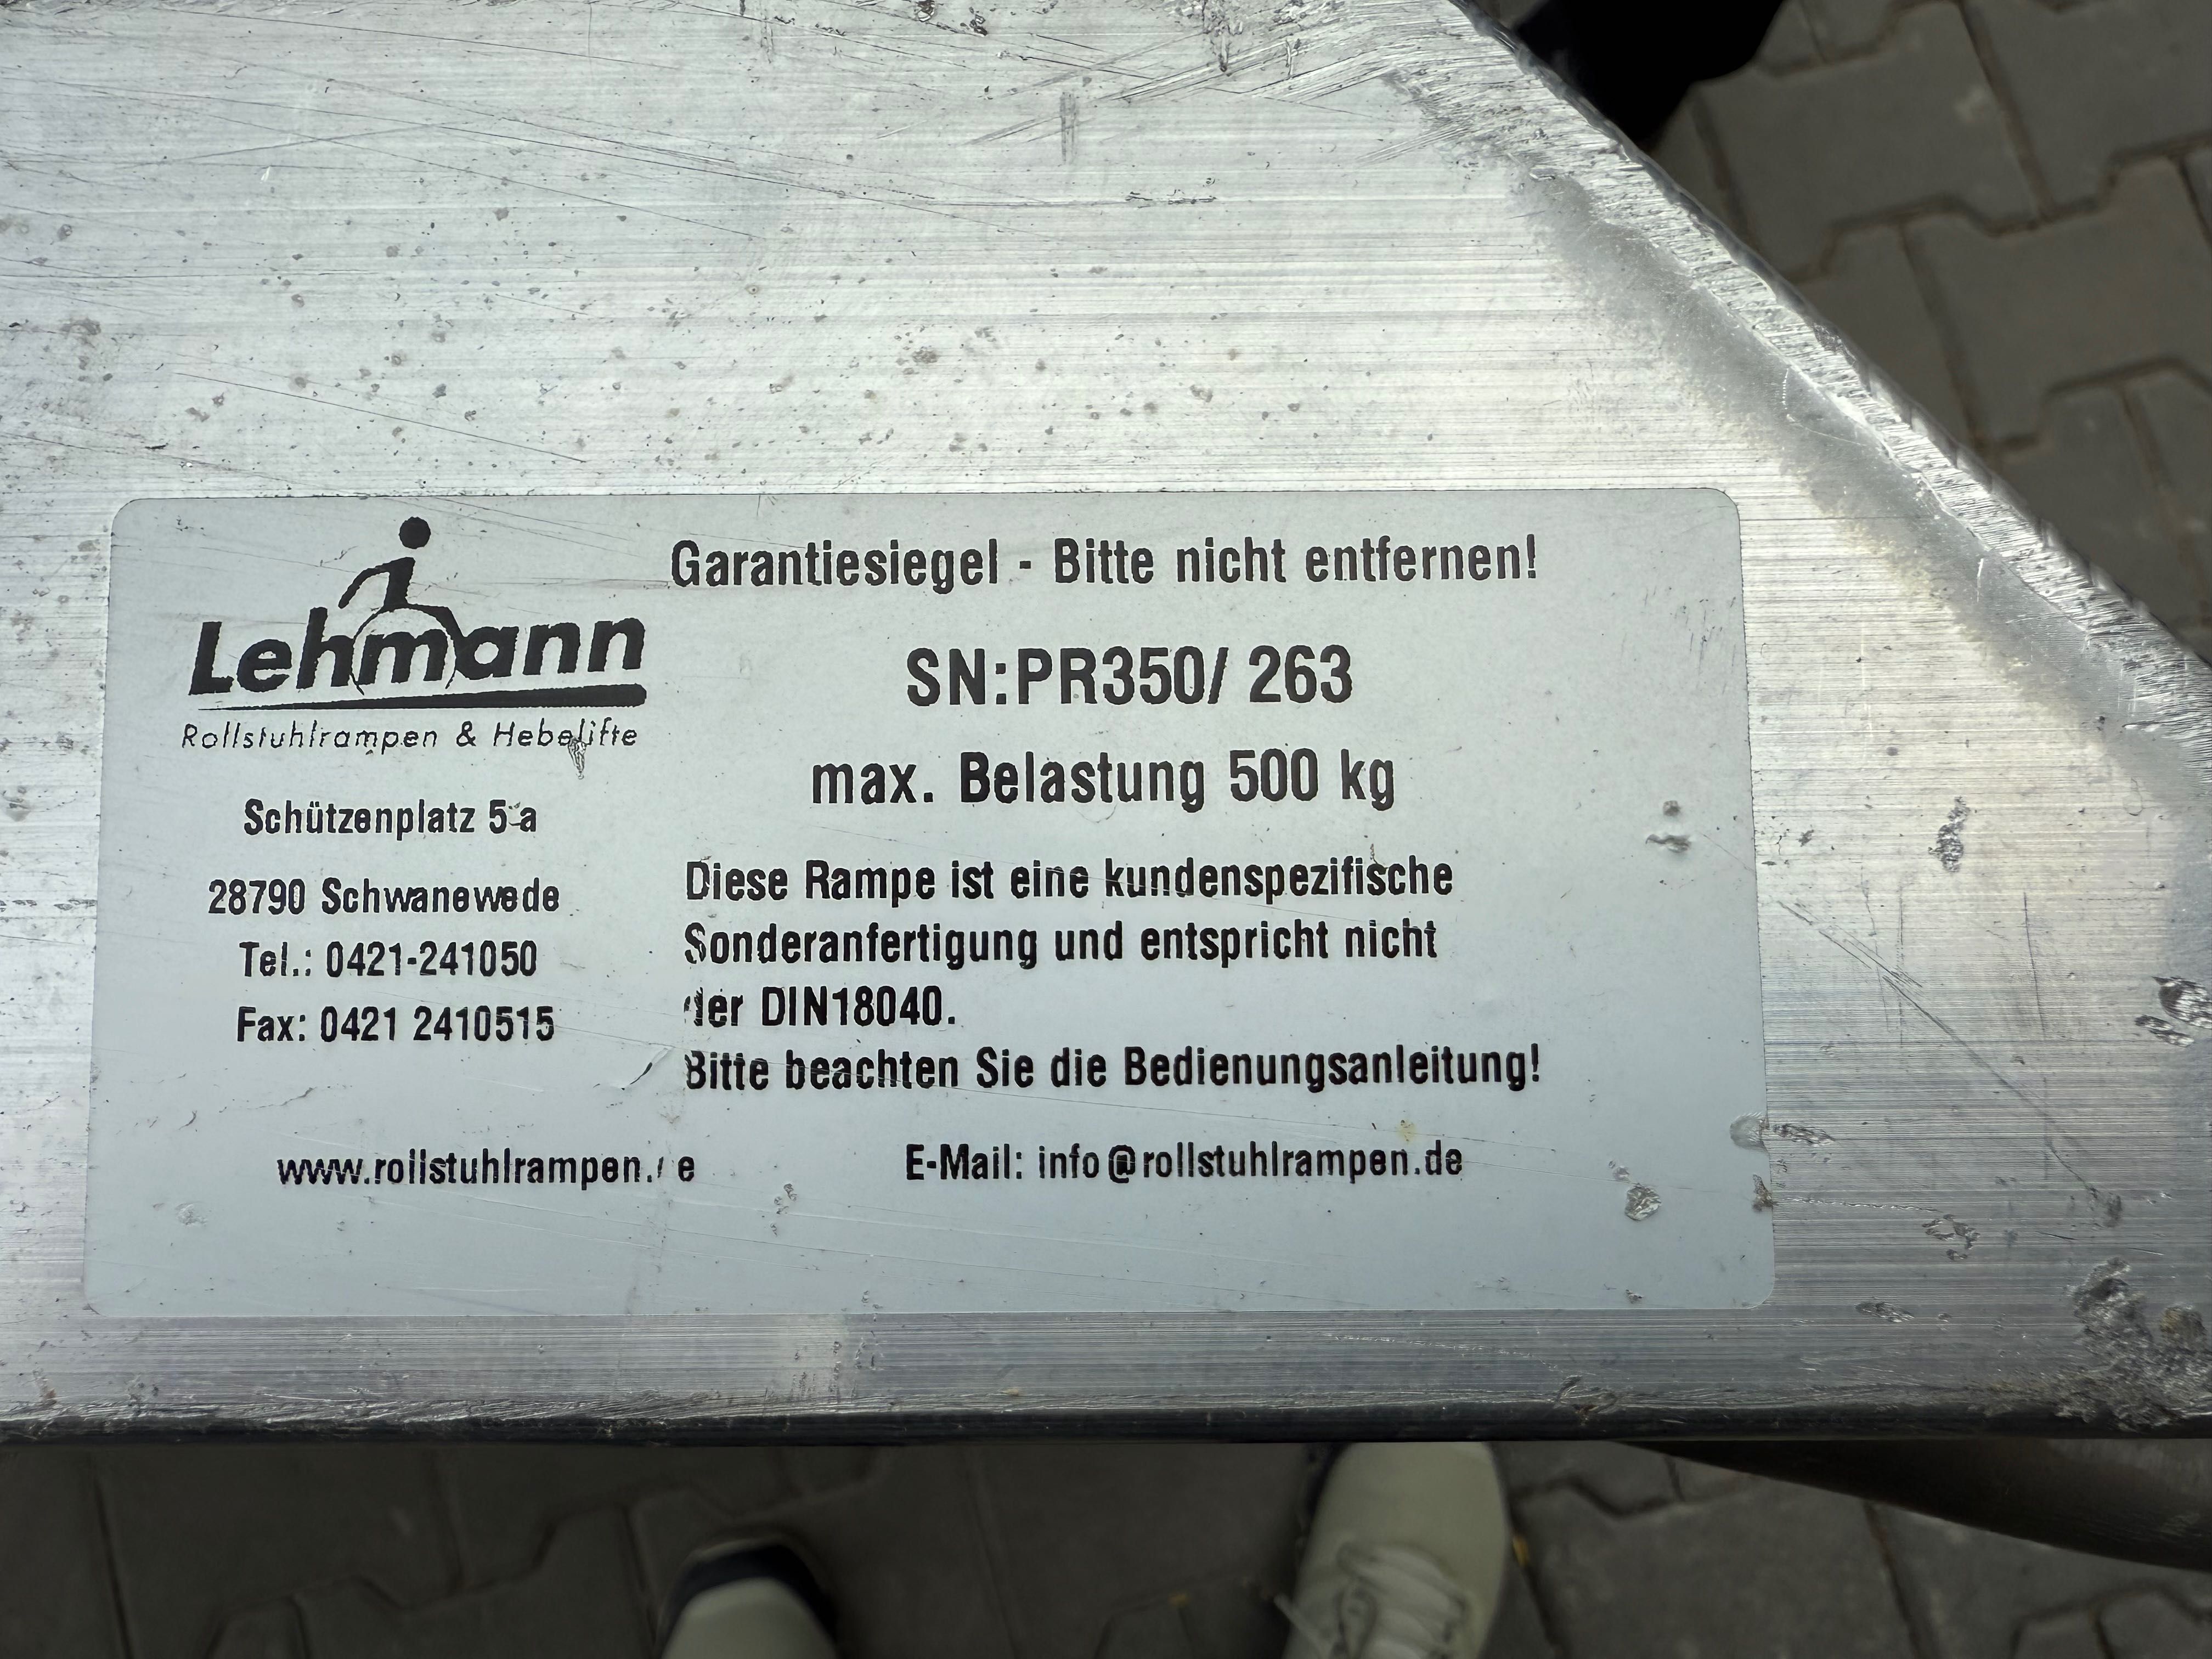 Lehmann
Rollstuhlrampen & Hebelifte
Schützenplatz 5 a
28790 Schwanewede
Tel.: 0421-241050
Fax: 0421 2410515
www.rollstuhlrampen.de
Garantiesiegel - Bitte nicht entfernen!
SN:PR350/ 263
max. Belastung 500 kg
Diese Rampe ist eine kundenspezifische
Sonderanfertigung und entspricht nicht
der DIN18040.
Bitte beachten Sie die Bedienungsanleitung!
E-Mail: info@rollstuhlrampen.de